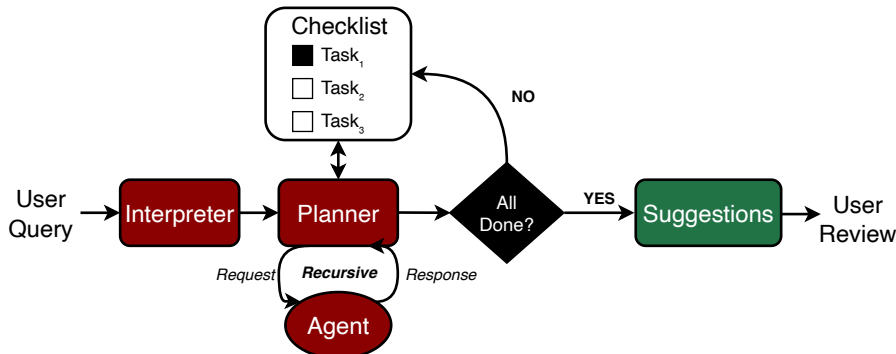 Checklist
Task₁
Task₂
Task₃
NO
User
Query
Interpreter
Planner
All
Done?
YES
Suggestions
User
Review
Request
Recursive
Response
Agent